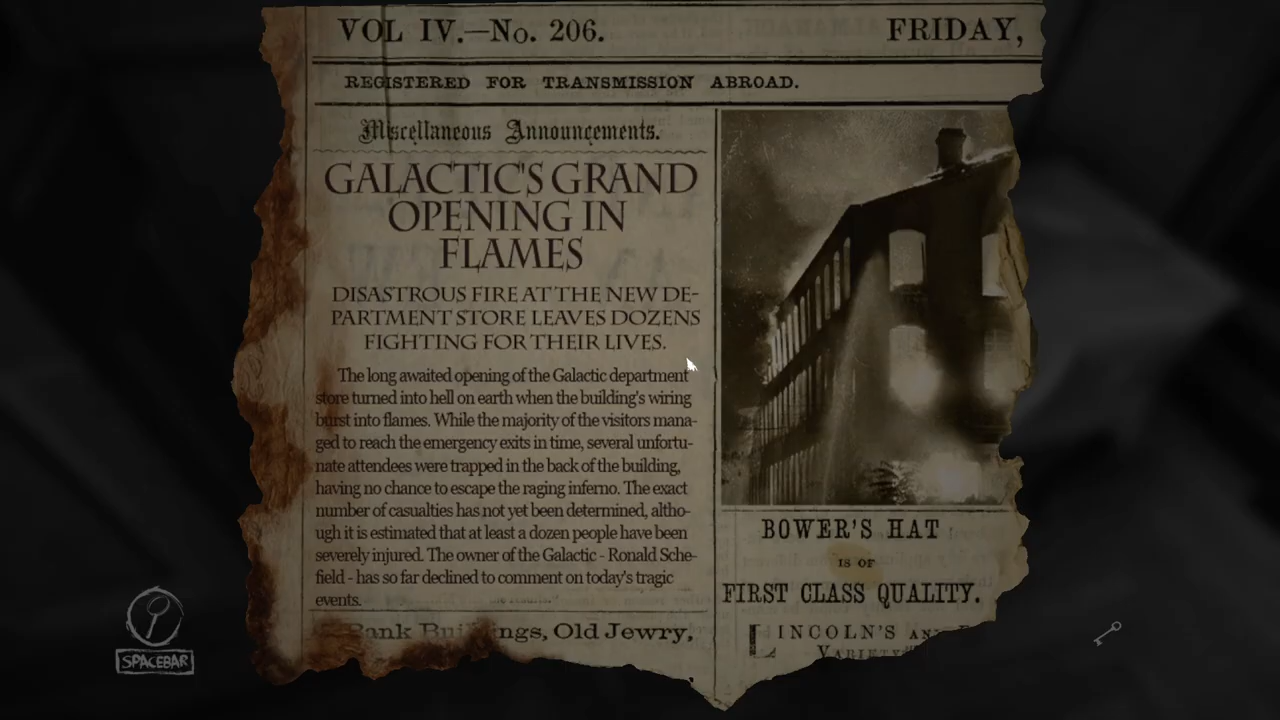 VOL IV.—No. 206.
FRIDAY,
REGISTERED FOR TRANSMISSION ABROAD.
Miscellaneous Announcements.
GALACTIC'S GRAND
OPENING IN
FLAMES
DISASTROUS FIRE AT THE NEW DE-
PARTMENT STORE LEAVES DOZENS
FIGHTING FOR THEIR LIVES.
The long awaited opening of the Galactic department
store turned into hell on earth when the building's wiring
burst into flames. While the majority of the visitors mana-
ged to reach the emergency exits in time, several unfortu-
nate attendees were trapped in the back of the building,
having no chance to escape the raging inferno. The exact
number of casualties has not yet been determined, altho-
ugh it is estimated that at least a dozen people have been
severely injured. The owner of the Galactic - Ronald Sche-
field - has so far declined to comment on today's tragic
events.
Bank Buildings, Old Jewry,
BOWER'S HAT
IS OF
FIRST CLASS QUALITY.
LINCOLN'S
VARIETY
SPACEBAR